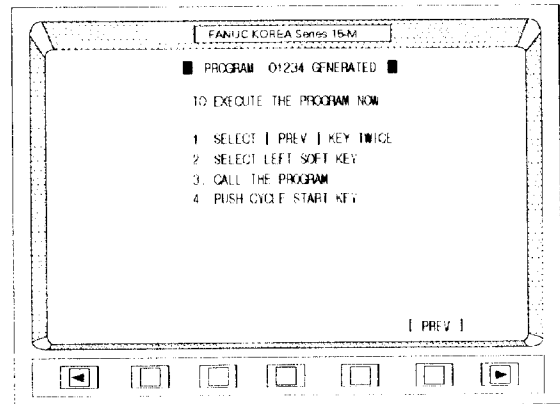 FANUC KOREA Series 15-M
PROGRAM O1234 GENERATED
TO EXECUTE THE PROGRAM NOW
1 SELECT [ PREV ] KEY TWICE
2 SELECT LEFT SOFT KEY
3. CALL THE PROGRAM
4 PUSH CYCLE START KEY
[ PREV ]